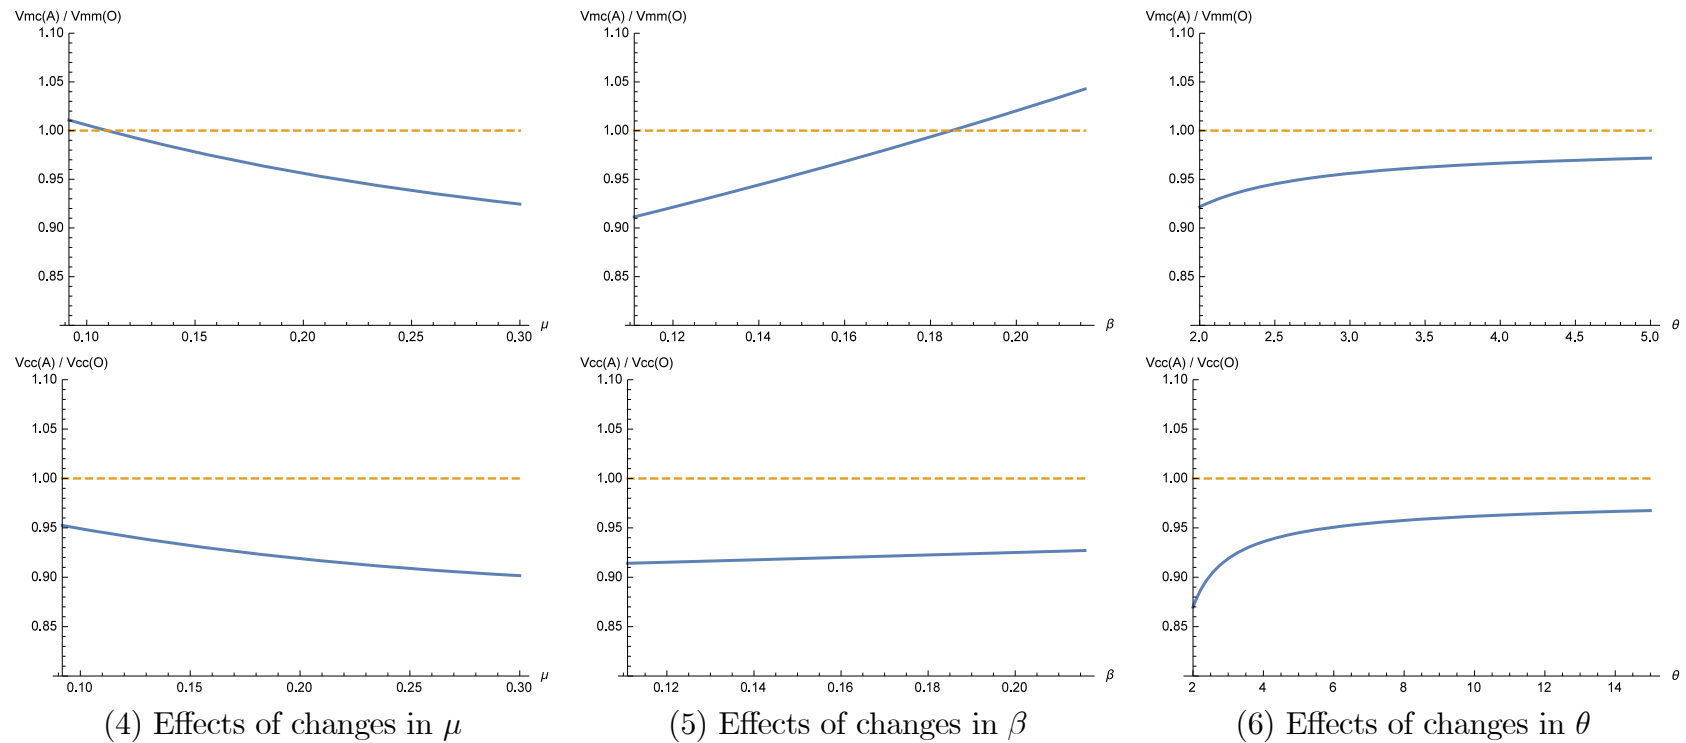 Vmc(A) / Vmm(O)
1.10
1.05
1.00
0.95
0.90
0.85
0.10 0.15 0.20 0.25 0.30 μ
Vmc(A) / Vmm(O)
1.10
1.05
1.00
0.95
0.90
0.85
0.12 0.14 0.16 0.18 0.20 β
Vmc(A) / Vmm(O)
1.10
1.05
1.00
0.95
0.90
0.85
2.0 2.5 3.0 3.5 4.0 4.5 5.0 θ
Vcc(A) / Vcc(O)
1.10
1.05
1.00
0.95
0.90
0.85
0.10 0.15 0.20 0.25 0.30 μ
Vcc(A) / Vcc(O)
1.10
1.05
1.00
0.95
0.90
0.85
0.12 0.14 0.16 0.18 0.20 β
Vcc(A) / Vcc(O)
1.10
1.05
1.00
0.95
0.90
0.85
2 4 6 8 10 12 14 θ
(4) Effects of changes in μ
(5) Effects of changes in β
(6) Effects of changes in θ